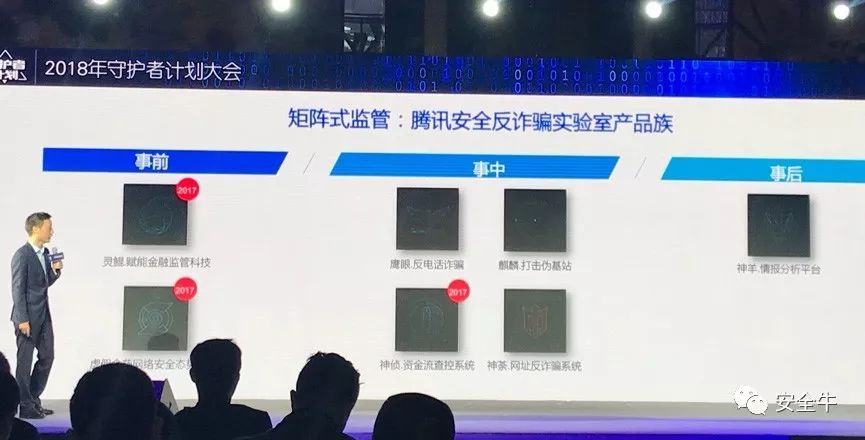 护者
计划
2018年守护者计划大会
矩阵式监管：腾讯安全反诈骗实验室产品族
事前
事中
事后
2017
灵鲲.赋能金融监管科技
鹰眼.反电话诈骗
麒麟.打击伪基站
神羊.情报分析平台
2017
2017
网络安全态
神侦.资金流查控系统
神荼.网址反诈骗系统
安全牛